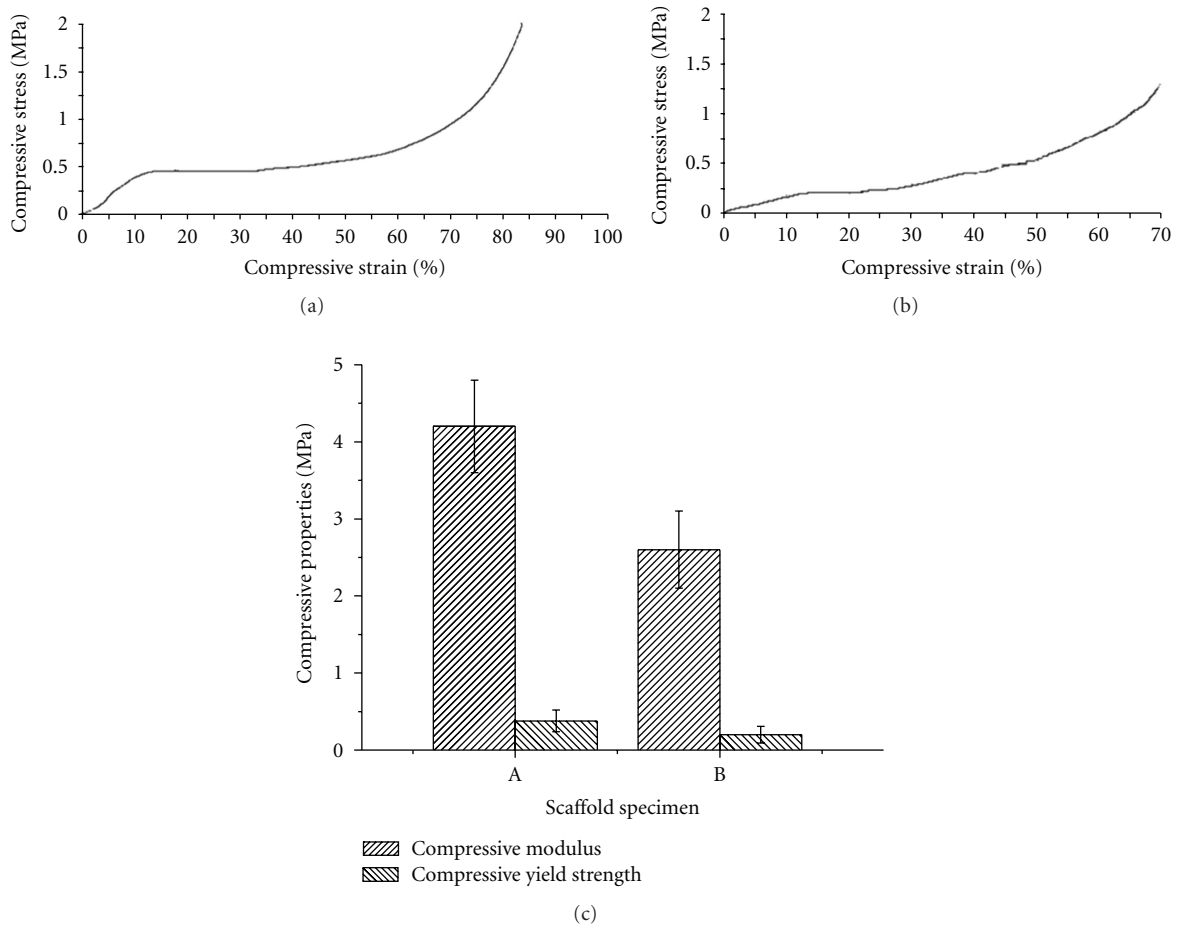 Compressive stress (MPa)
2
1.5
1
0.5
0
0 10 20 30 40 50 60 70 80 90 100
Compressive strain (%)
(a)
Compressive stress (MPa)
2
1.5
1
0.5
0
0 10 20 30 40 50 60 70
Compressive strain (%)
(b)
Compressive properties (MPa)
5
4
3
2
1
0
A B
Scaffold specimen
Compressive modulus
Compressive yield strength
(c)